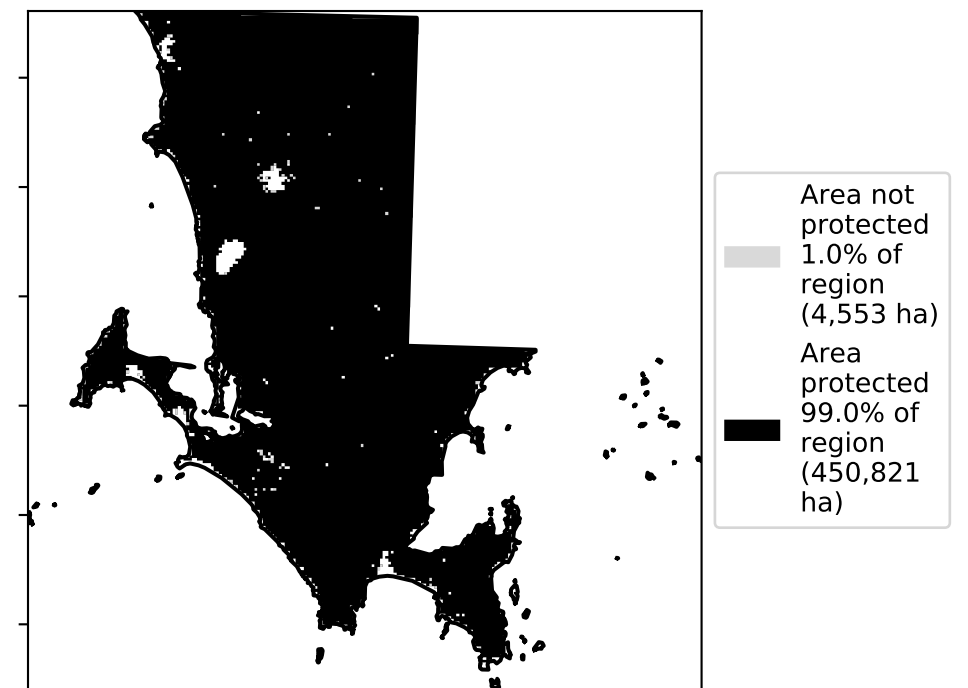 Area not
protected
1.0% of
region
(4,553 ha)
Area
protected
99.0% of
region
(450,821
ha)